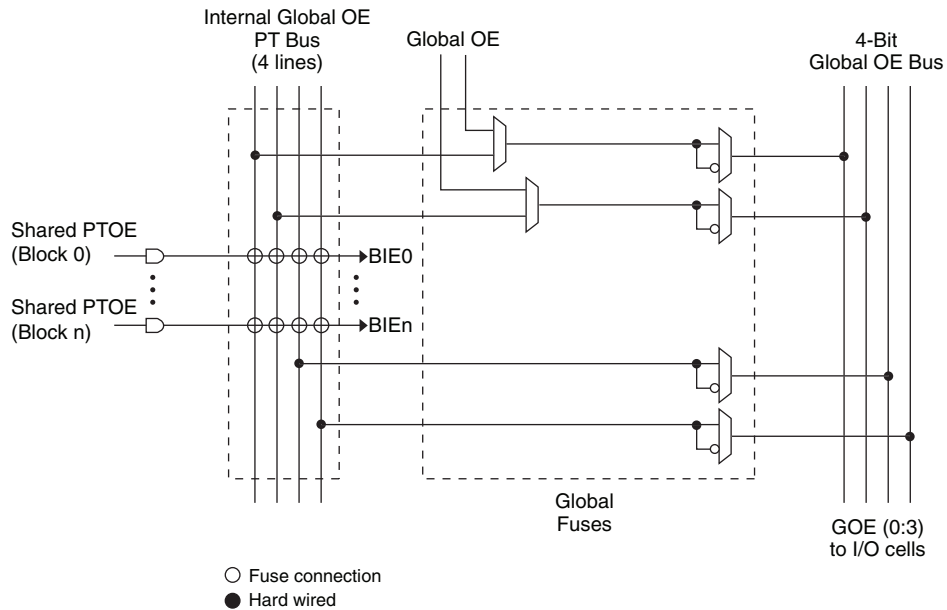 Internal Global OE
PT Bus
(4 lines)
Global OE
4-Bit
Global OE Bus
Shared PTOE
(Block 0)
BIE0
Shared PTOE
(Block n)
BIEn
Global
Fuses
GOE (0:3)
to I/O cells
Fuse connection
Hard wired